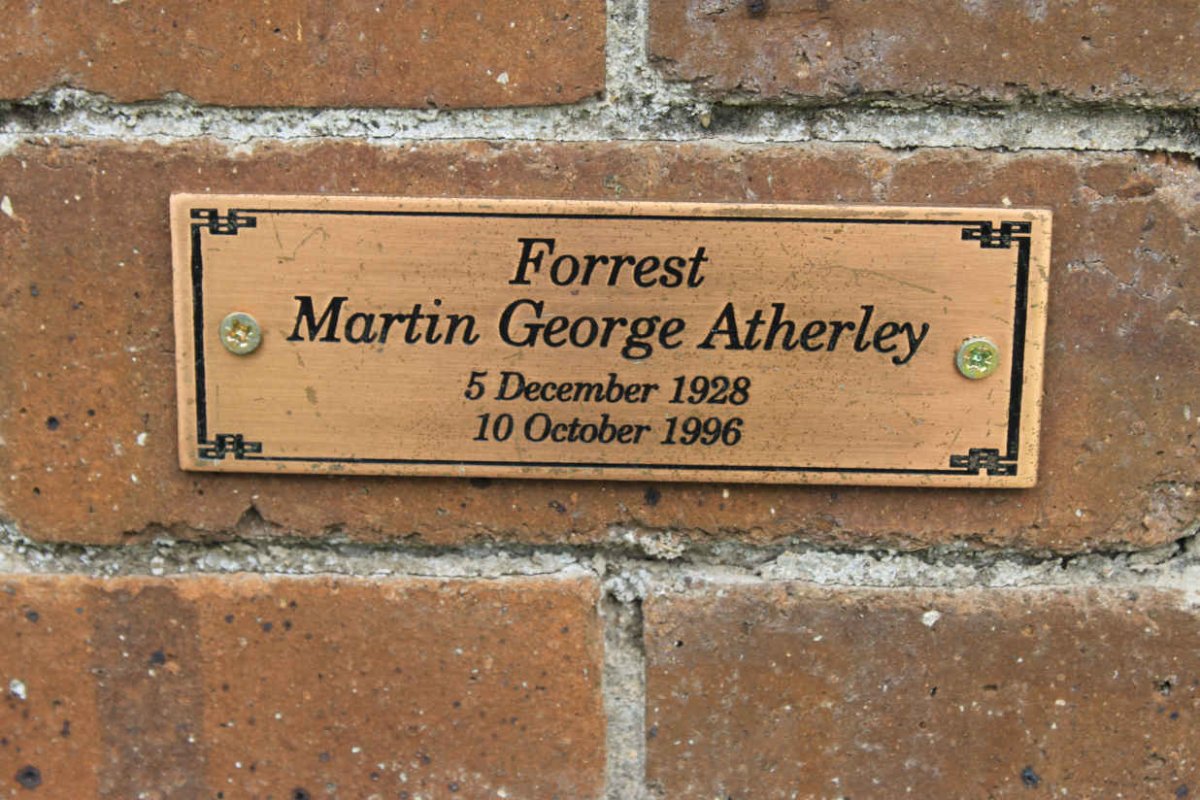 Forrest
Martin George Atherley
5 December 1928
10 October 1996